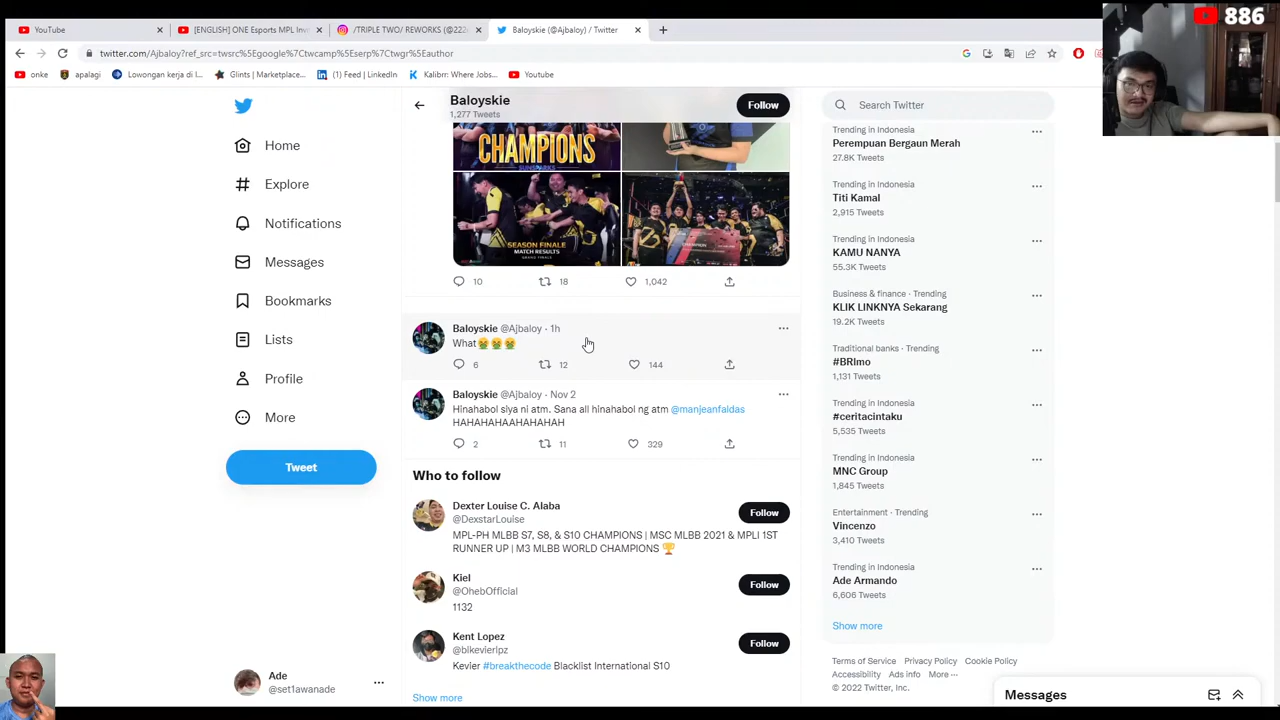 YouTube
[ENGLISH] ONE Esports MPL Inv
/TRIPLE TWO/ REWORKS (@222
Baloyskie (@Ajbaloy) / Twitter
886
twitter.com/Ajbaloy?ref_src=twsrc%5Egoogle%7Ctwcamp%5Eserp%7Ctwgr%5Eauthor
onke
apalagi
Lowongan kerja di I...
Glints | Marketplace...
(1) Feed | LinkedIn
Kalibrr: Where Jobs...
Youtube
Baloyskie
1,277 Tweets
Follow
Search Twitter
Home
Explore
Notifications
Messages
Bookmarks
Lists
Profile
More
Tweet
Ade
@set1awanade
CHAMPIONS
SUNSPARKS
SEASON FINALE
MATCH RESULTS
10
18
1,042
Baloyskie @Ajbaloy · 1h
What🤮🤮🤮
6
12
144
Baloyskie @Ajbaloy · Nov 2
Hinahabol siya ni atm. Sana all hinahabol ng atm @manjeanfaldas
HAHAHAHAAHAHAHAH
2
11
329
Who to follow
Dexter Louise C. Alaba
@DexstarLouise
Follow
MPL-PH MLBB S7, S8, & S10 CHAMPIONS | MSC MLBB 2021 & MPLI 1ST
RUNNER UP | M3 MLBB WORLD CHAMPIONS 🏆
Kiel
@OhebOfficial
Follow
1132
Kent Lopez
@blkevierlpz
Follow
Kevier #breakthecode Blacklist International S10
Show more
Trending in Indonesia
Perempuan Bergaun Merah
27.8K Tweets
Trending in Indonesia
Titi Kamal
2,915 Tweets
Trending in Indonesia
KAMU NANYA
55.3K Tweets
Business & finance · Trending
KLIK LINKNYA Sekarang
19.2K Tweets
Traditional banks · Trending
#BRImo
1,131 Tweets
Trending in Indonesia
#ceritacintaku
5,535 Tweets
Trending in Indonesia
MNC Group
1,845 Tweets
Entertainment · Trending
Vincenzo
3,410 Tweets
Trending in Indonesia
Ade Armando
6,606 Tweets
Show more
Terms of Service Privacy Policy Cookie Policy
Accessibility Ads info More ···
© 2022 Twitter, Inc.
Messages